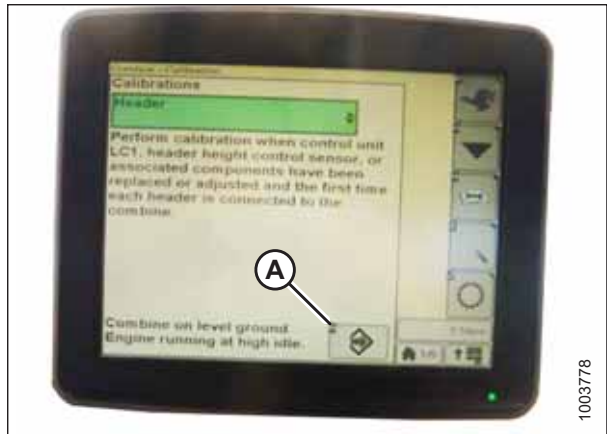 Combine - Calibration
Calibrations
Header
Perform calibration when control unit
LC1, header height control sensor, or
associated components have been
replaced or adjusted and the first time
each header is connected to the
combine.
A
Combine on level ground.
Engine running at high idle.
1003778